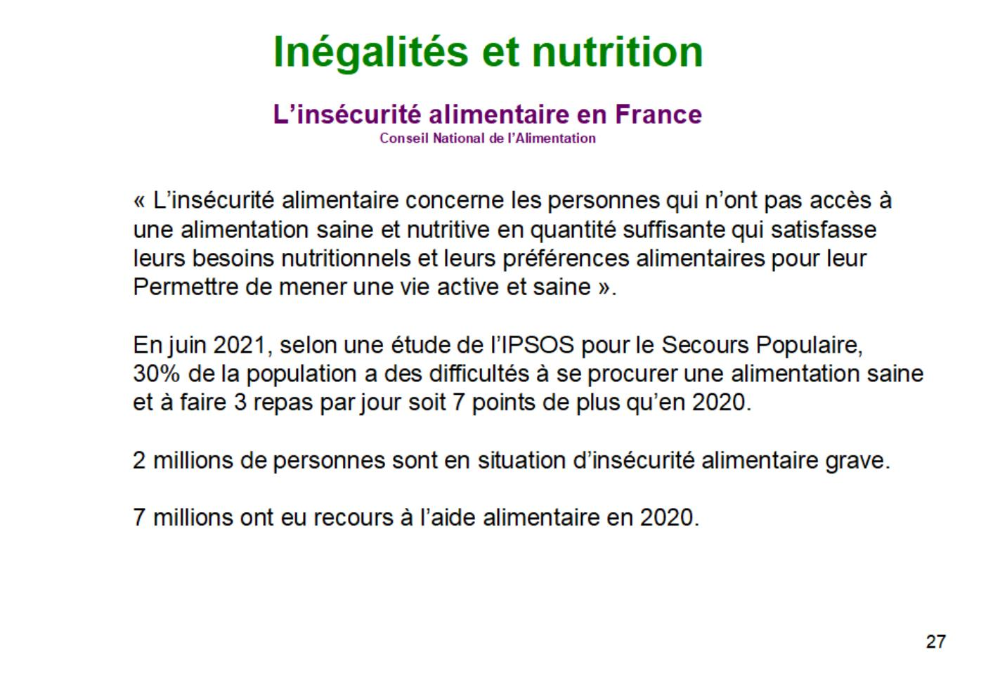 Inégalités et nutrition
L’insécurité alimentaire en France
Conseil National de l’Alimentation
« L’insécurité alimentaire concerne les personnes qui n’ont pas accès à
une alimentation saine et nutritive en quantité suffisante qui satisfasse
leurs besoins nutritionnels et leurs préférences alimentaires pour leur
Permettre de mener une vie active et saine ».
En juin 2021, selon une étude de l’IPSOS pour le Secours Populaire,
30% de la population a des difficultés à se procurer une alimentation saine
et à faire 3 repas par jour soit 7 points de plus qu’en 2020.
2 millions de personnes sont en situation d’insécurité alimentaire grave.
7 millions ont eu recours à l’aide alimentaire en 2020.
27